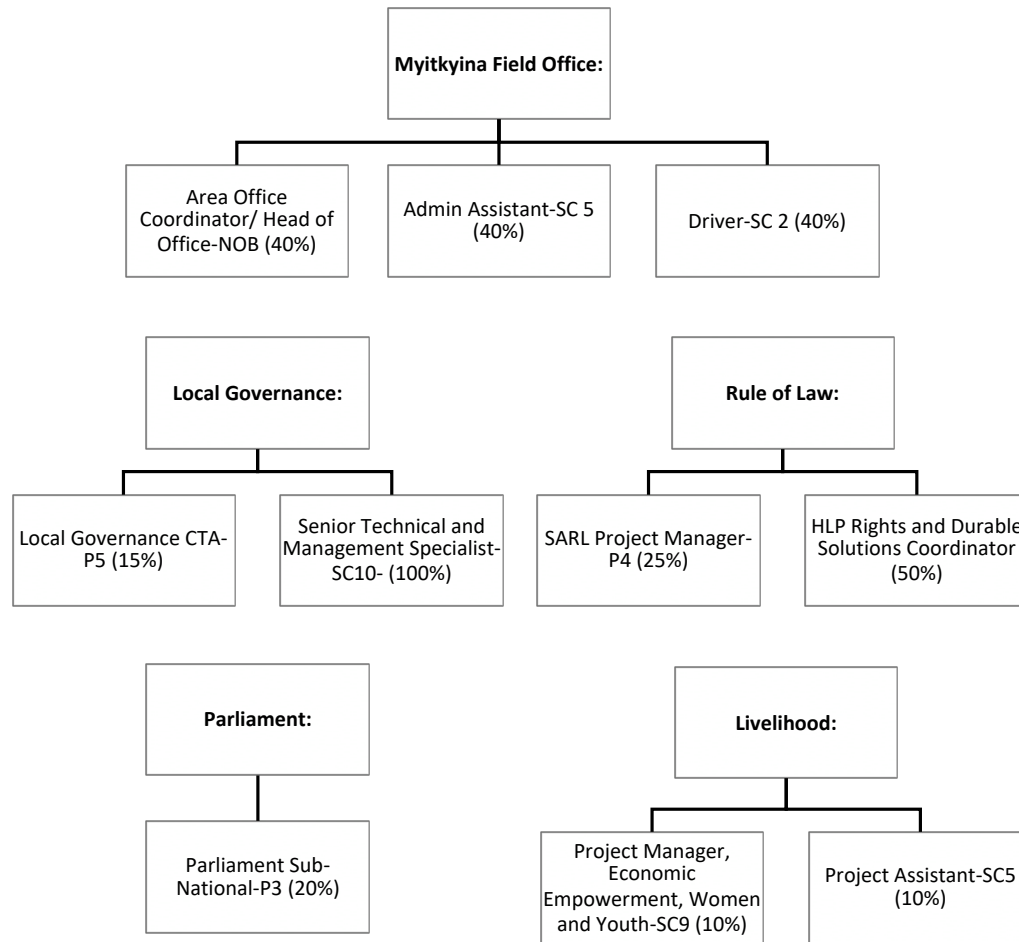 Myitkyina Field Office:
Area Office
Coordinator/ Head of
Office-NOB (40%)
Admin Assistant-SC 5
(40%)
Driver-SC 2 (40%)
Local Governance:
Rule of Law:
Local Governance CTA-
P5 (15%)
Senior Technical and
Management Specialist-
SC10- (100%)
SARL Project Manager-
P4 (25%)
HLP Rights and Durable
Solutions Coordinator
(50%)
Parliament:
Livelihood:
Parliament Sub-
National-P3 (20%)
Project Manager,
Economic
Empowerment, Women
and Youth-SC9 (10%)
Project Assistant-SC5
(10%)